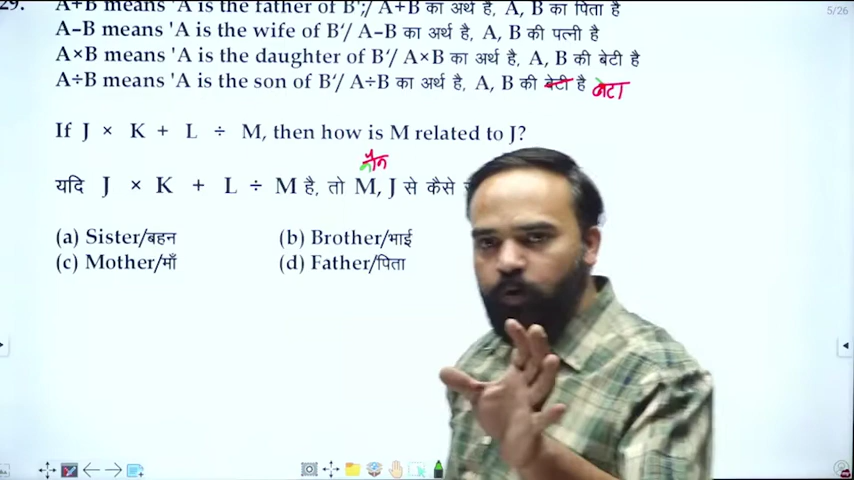 29. A+B means 'A is the father of B';/ A+B का अर्थ है, A, B का पिता है
A–B means 'A is the wife of B'/ A–B का अर्थ है, A, B की पत्नी है
A×B means 'A is the daughter of B'/ A×B का अर्थ है, A, B की बेटी है
A÷B means 'A is the son of B'/ A÷B का अर्थ है, A, B की बेटी है बेटा
If J × K + L ÷ M, then how is M related to J?
यदि J × K + L ÷ M है, तो M, J से कैसे
(a) Sister/बहन (b) Brother/भाई
(c) Mother/माँ (d) Father/पिता
5/26